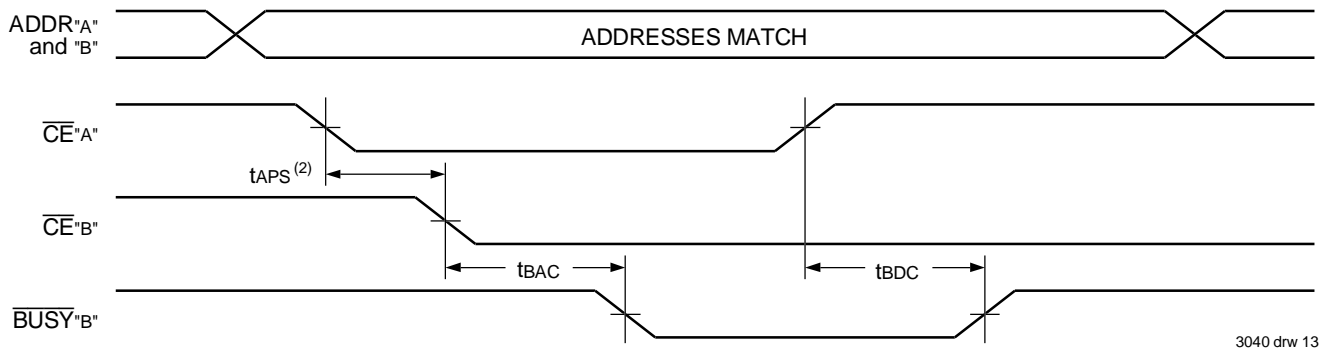 ADDR"A"
and "B"
ADDRESSES MATCH
CE"A"
tAPS (2)
CE"B"
tBAC
tBDC
BUSY"B"
3040 drw 13